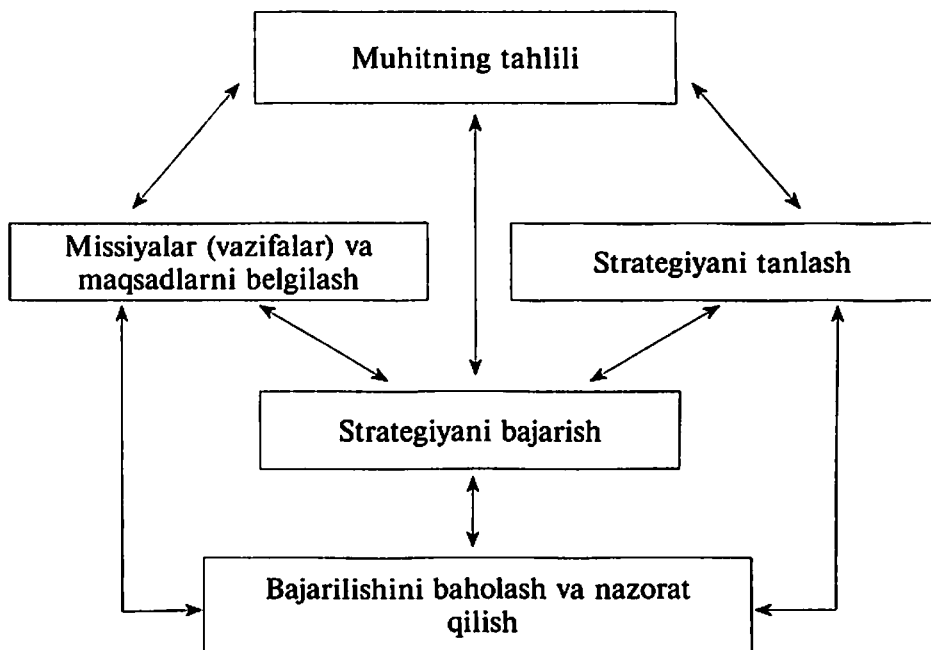 Muhitning tahlili
Missiyalar (vazifalar) va
maqsadlarni belgilash
Strategiyani tanlash
Strategiyani bajarish
Bajarilishini baholash va nazorat
qilish